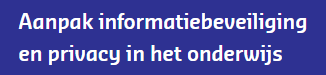 Aanpak informatiebeveiliging
en privacy in het onderwijs